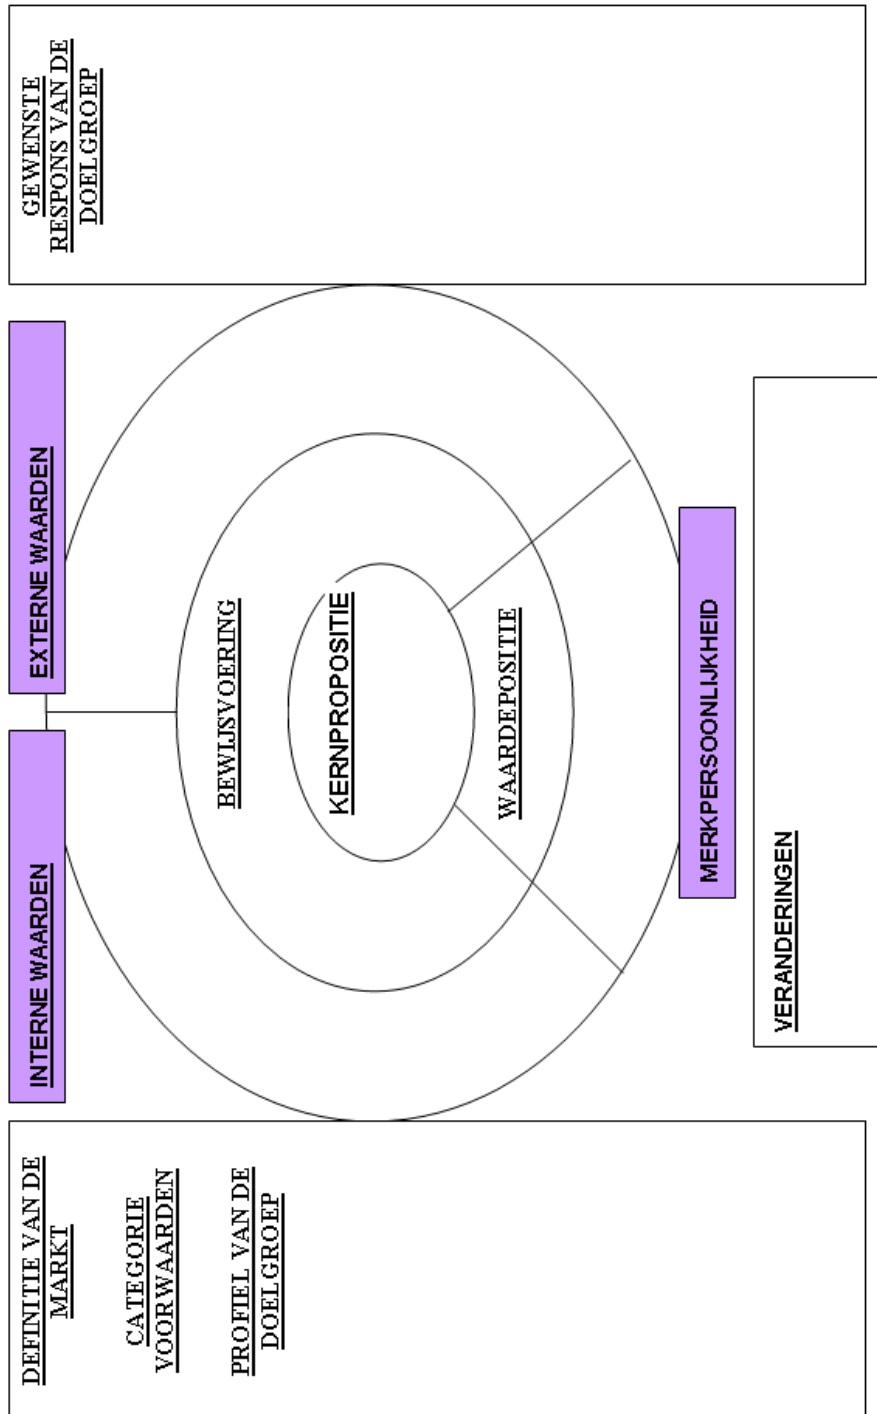 DEFINITIE VAN DE
MARKT
CATEGORIE
VOORWAARDEN
PROFIEL VAN DE
DOELGROEP
INTERNE WAARDEN
EXTERNE WAARDEN
BEWIJSVOERING
KERNPROPOSITIE
WAARDEPOSITIE
MERKPERSOONLIJKHEID
VERANDERINGEN
GEWENSTE
RESPONS VAN DE
DOELGROEP